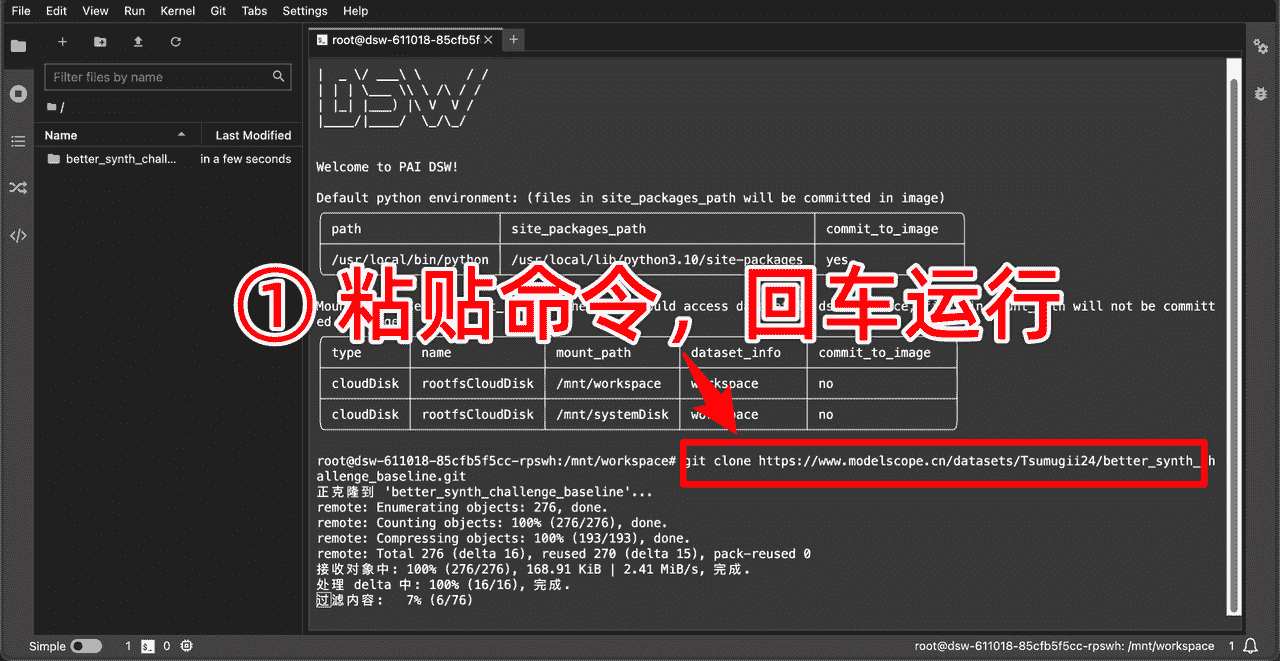 File Edit View Run Kernel Git Tabs Settings Help
root@dsw-611018-85cfb5f
Filter files by name
/
Name Last Modified
better_synth_chall... in a few seconds
DSW
Welcome to PAI DSW!
Default python environment: (files in site_packages_path will be committed in image)
path site_packages_path commit_to_image
/usr/local/bin/python /usr/local/lib/python3.10/site-packages yes
① 粘贴命令，回车运行
will not be committ
type name mount_path dataset_info commit_to_image
cloudDisk rootfsCloudDisk /mnt/workspace workspace no
cloudDisk rootfsCloudDisk /mnt/systemDisk no
root@dsw-611018-85cfb5f5cc-rpswh:/mnt/workspace# git clone https://www.modelscope.cn/datasets/Tsumugii24/better_synth_ch
allenge_baseline.git
正克隆到 'better_synth_challenge_baseline'...
remote: Enumerating objects: 276, done.
remote: Counting objects: 100% (276/276), done.
remote: Compressing objects: 100% (193/193), done.
remote: Total 276 (delta 16), reused 270 (delta 15), pack-reused 0
接收对象中: 100% (276/276), 168.91 KiB | 2.41 MiB/s, 完成.
处理 delta 中: 100% (16/16), 完成.
过滤内容: 7% (6/76)
Simple 1 0 root@dsw-611018-85cfb5f5cc-rpswh: /mnt/workspace 1